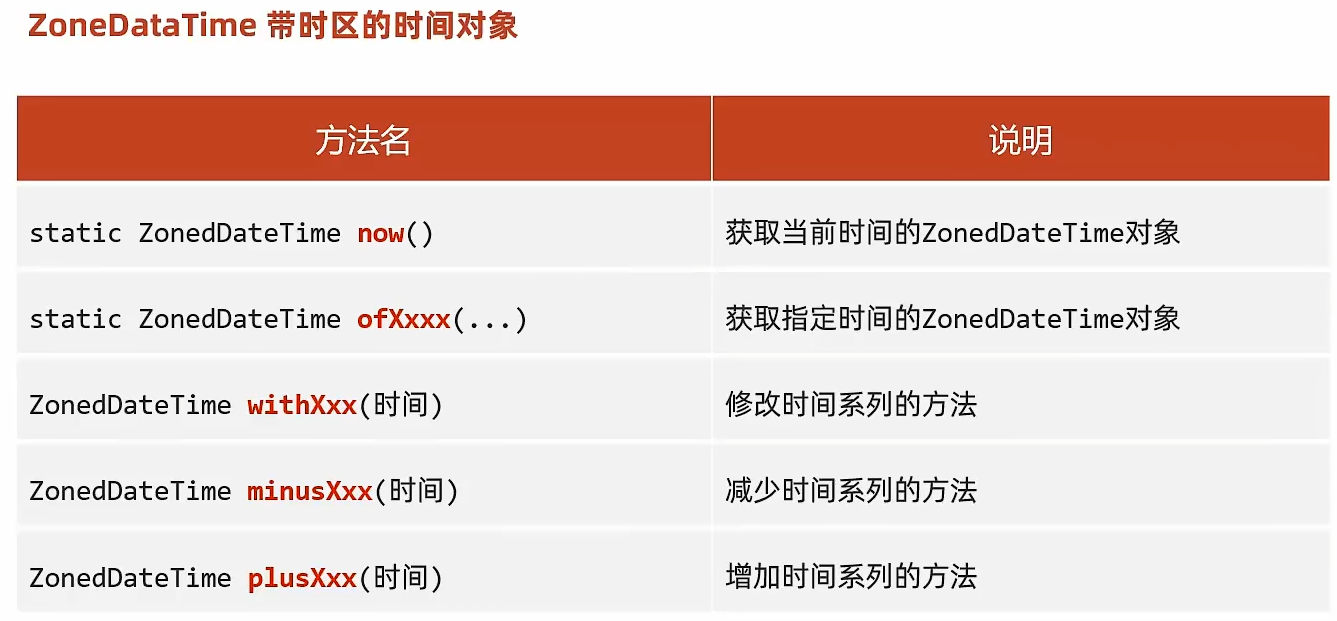 ZoneDataTime 带时区的时间对象
方法名 说明
static ZonedDateTime now() 获取当前时间的ZonedDateTime对象
static ZonedDateTime ofXxxx(...) 获取指定时间的ZonedDateTime对象
ZonedDateTime withXxx(时间) 修改时间系列的方法
ZonedDateTime minusXxx(时间) 减少时间系列的方法
ZonedDateTime plusXxx(时间) 增加时间系列的方法